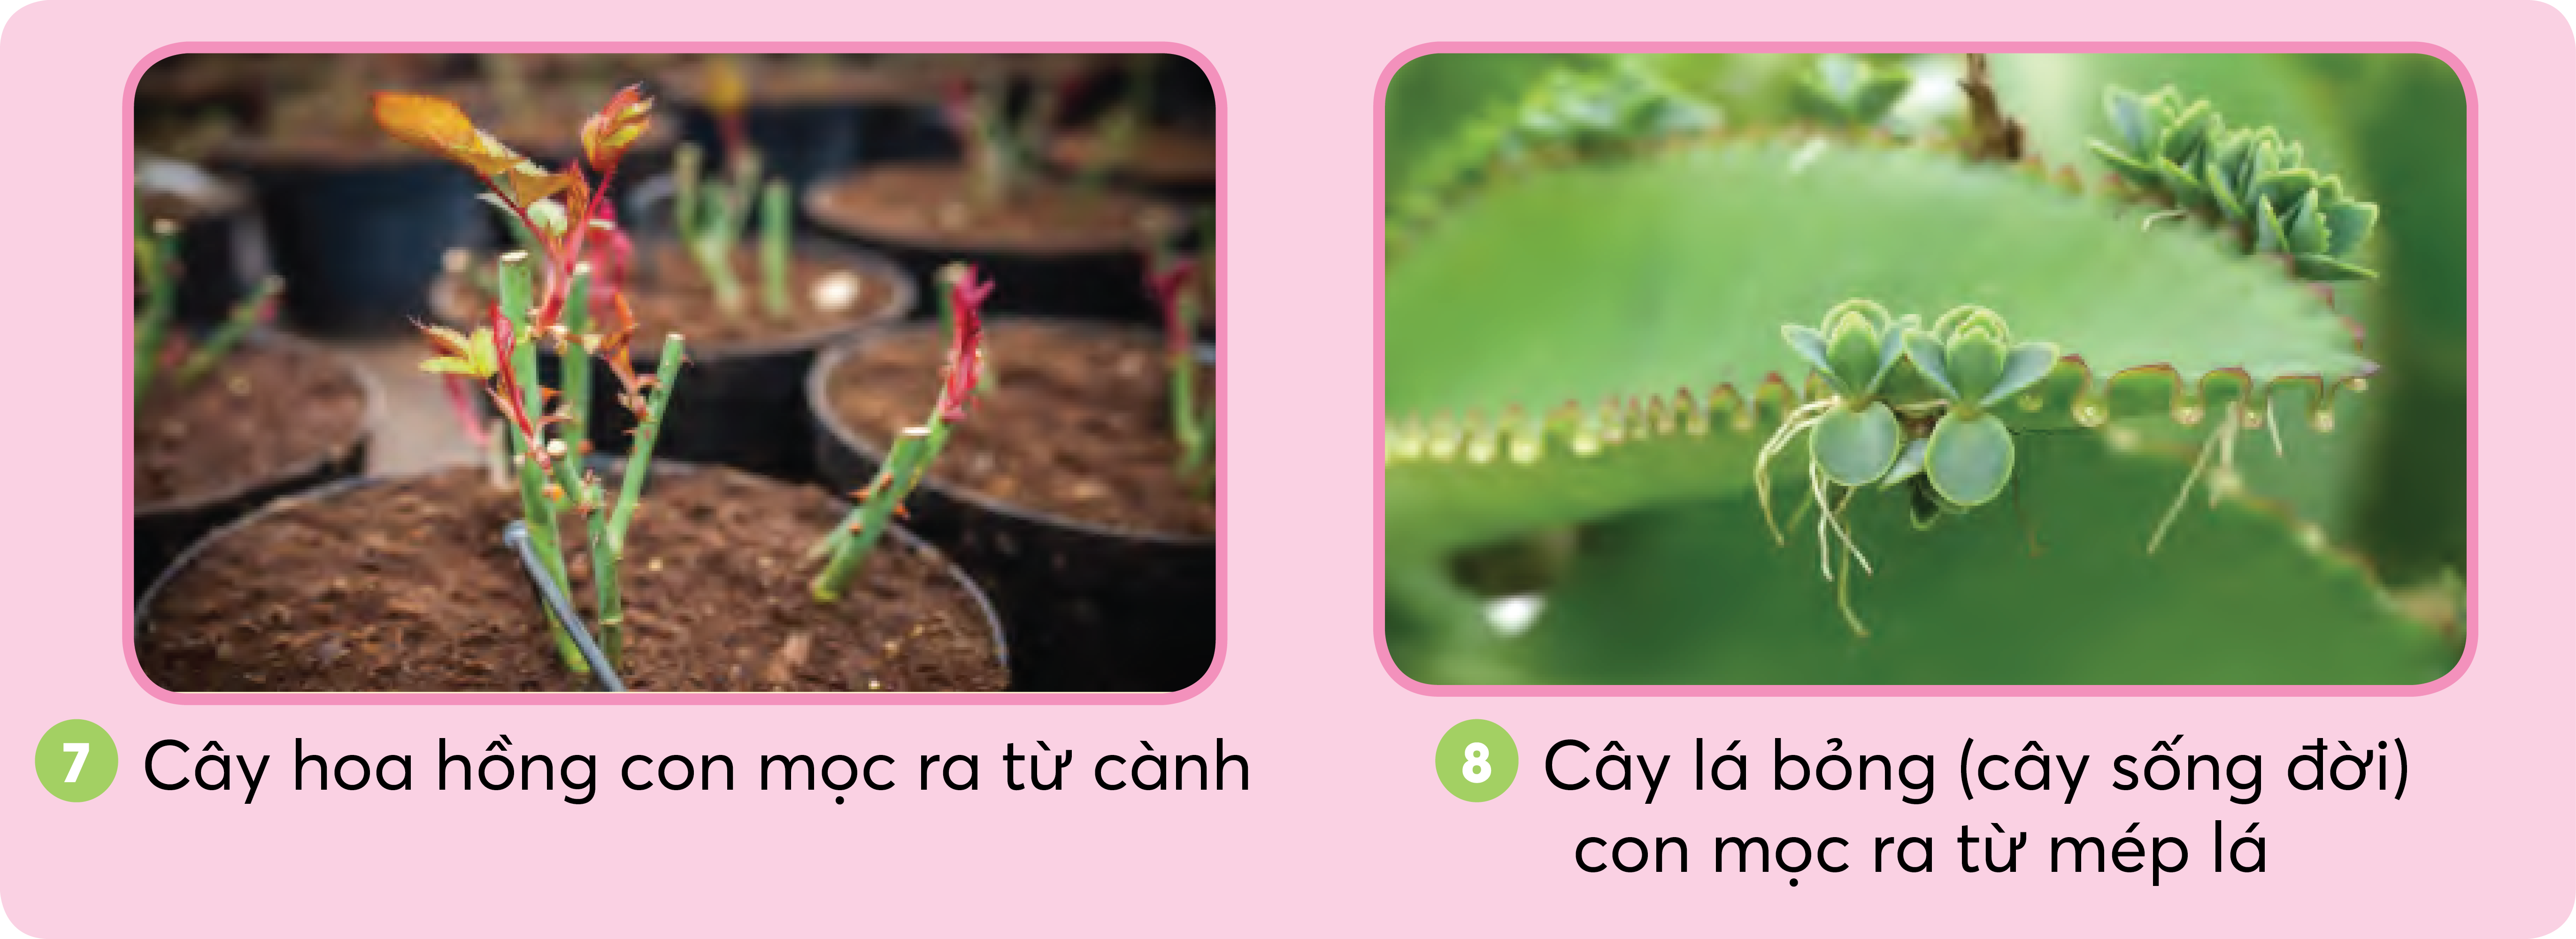 7 Cây hoa hồng con mọc ra từ cành
8 Cây lá bỏng (cây sống đời)
con mọc ra từ mép lá